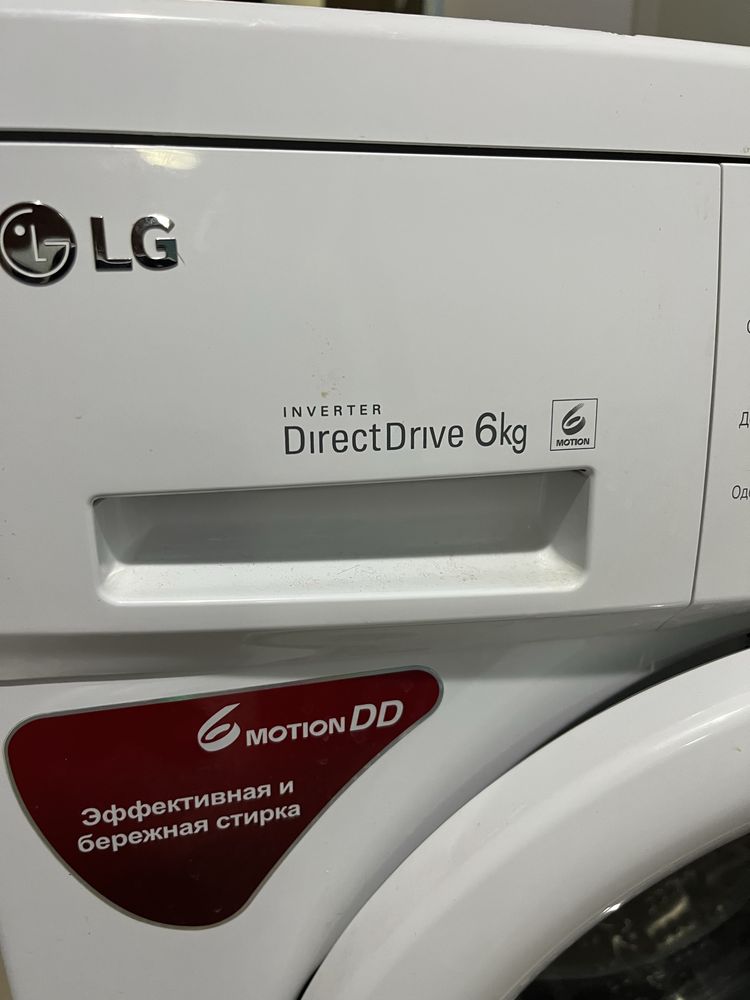 LG
INVERTER
DirectDrive 6kg
6 MOTION
6 MOTION DD
Эффективная и
бережная стирка